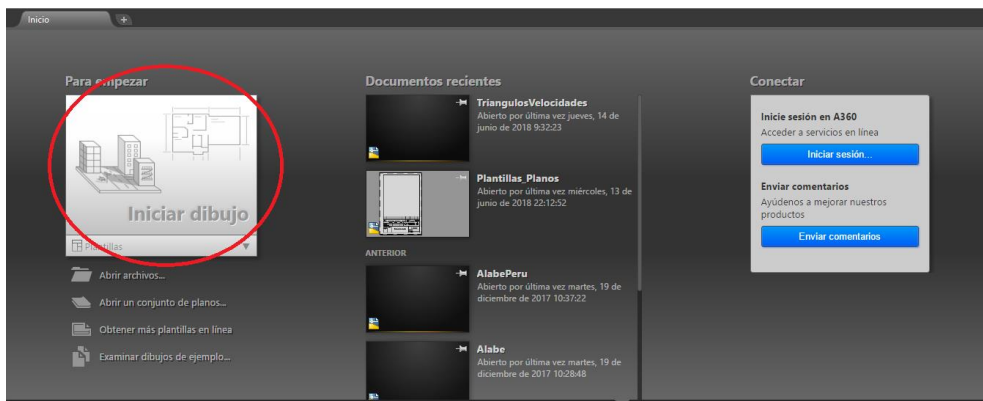 Inicio
Para empezar
Iniciar dibujo
Plantillas
Abrir archivos...
Abrir un conjunto de planos...
Obtener más plantillas en línea
Examinar dibujos de ejemplo...
Documentos recientes
TriangulosVelocidades
Abierto por última vez jueves, 14 de
junio de 2018 9:32:23
Plantillas_Planos
Abierto por última vez miércoles, 13 de
junio de 2018 22:12:52
ANTERIOR
AlabePeru
Abierto por última vez martes, 19 de
diciembre de 2017 10:37:22
Alabe
Abierto por última vez martes, 19 de
diciembre de 2017 10:28:48
Conectar
Inicie sesión en A360
Acceder a servicios en línea
Iniciar sesión...
Enviar comentarios
Ayúdenos a mejorar nuestros
productos
Enviar comentarios